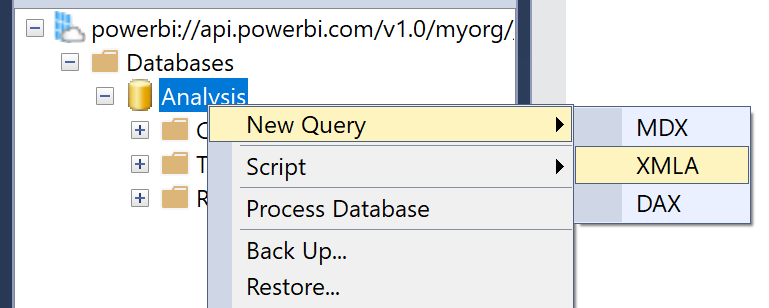 powerbi://api.powerbi.com/v1.0/myorg/
Databases
Analysis
New Query
MDX
XMLA
DAX
Script
Process Database
Back Up...
Restore...